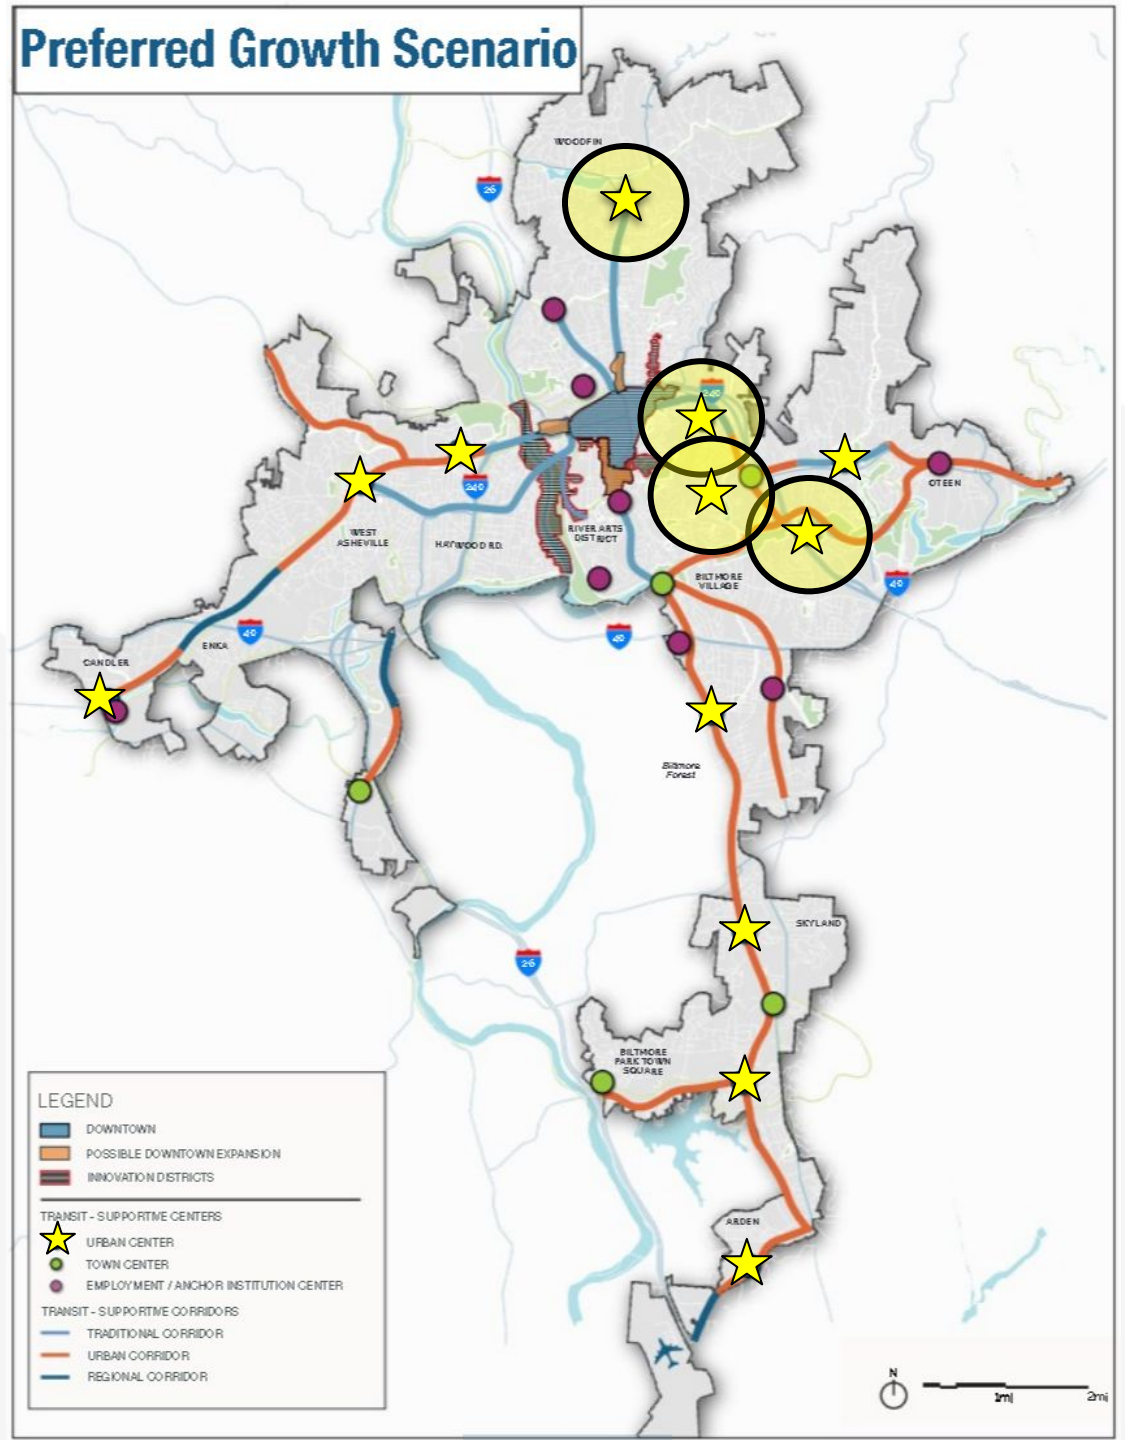 Preferred Growth Scenario
WOODFIN
26
240
OTEEN
240
WEST
ASHEVILLE
HAYWOOD RD.
RIVER ARTS
DISTRICT
BILTMORE
VILLAGE
40
40
40
ENKA
CANDLER
Biltmore
Forest
SKYLAND
26
BILTMORE
PARK TOWN
SQUARE
ARDEN
LEGEND
DOWNTOWN
POSSIBLE DOWNTOWN EXPANSION
INNOVATION DISTRICTS
TRANSIT - SUPPORTIVE CENTERS
URBAN CENTER
TOWN CENTER
EMPLOYMENT / ANCHOR INSTITUTION CENTER
TRANSIT - SUPPORTIVE CORRIDORS
TRADITIONAL CORRIDOR
URBAN CORRIDOR
REGIONAL CORRIDOR
N
1mi 2mi